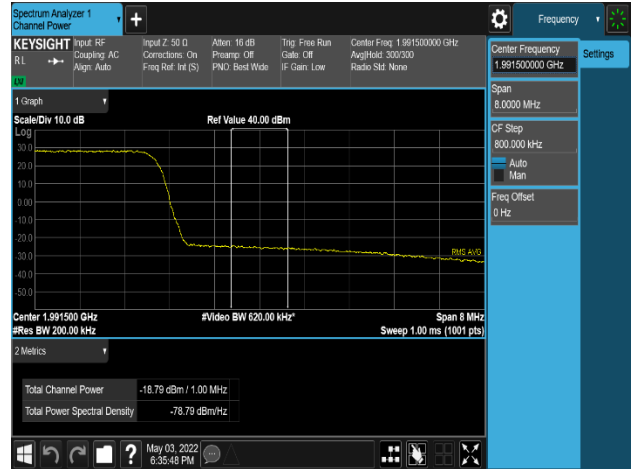 Spectrum Analyzer 1
Channel Power
Frequency
KEYSIGHT
Input: RF
Input Z: 50 Ω
Atten: 16 dB
Trig: Free Run
Center Freq: 1.991500000 GHz
RL
Coupling: AC
Corrections: On
Preamp: Off
Gate: Off
Avg|Hold: 300/300
Align: Auto
Freq Ref: Int (S)
PNO: Best Wide
IF Gain: Low
Radio Std: None
Center Frequency
1.991500000 GHz
Settings
Span
8.0000 MHz
CF Step
800.000 kHz
Auto
Man
Freq Offset
0 Hz
1 Graph
Scale/Div 10.0 dB
Ref Value 40.00 dBm
Log
30.0
20.0
10.0
0.00
-10.0
-20.0
-30.0
-40.0
-50.0
RMS AVG
Center 1.991500 GHz
#Video BW 620.00 kHz*
Span 8 MHz
#Res BW 200.00 kHz
Sweep 1.00 ms (1001 pts)
2 Metrics
Total Channel Power
-18.79 dBm / 1.00 MHz
Total Power Spectral Density
-78.79 dBm/Hz
?
May 03, 2022
6:35:48 PM